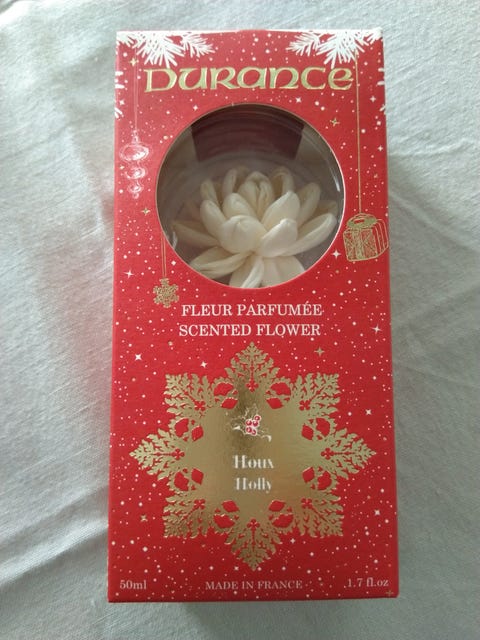 DURANCE
FLEUR PARFUMÉE
SCENTED FLOWER
Houx
Holly
50ml MADE IN FRANCE 1.7 fl.oz